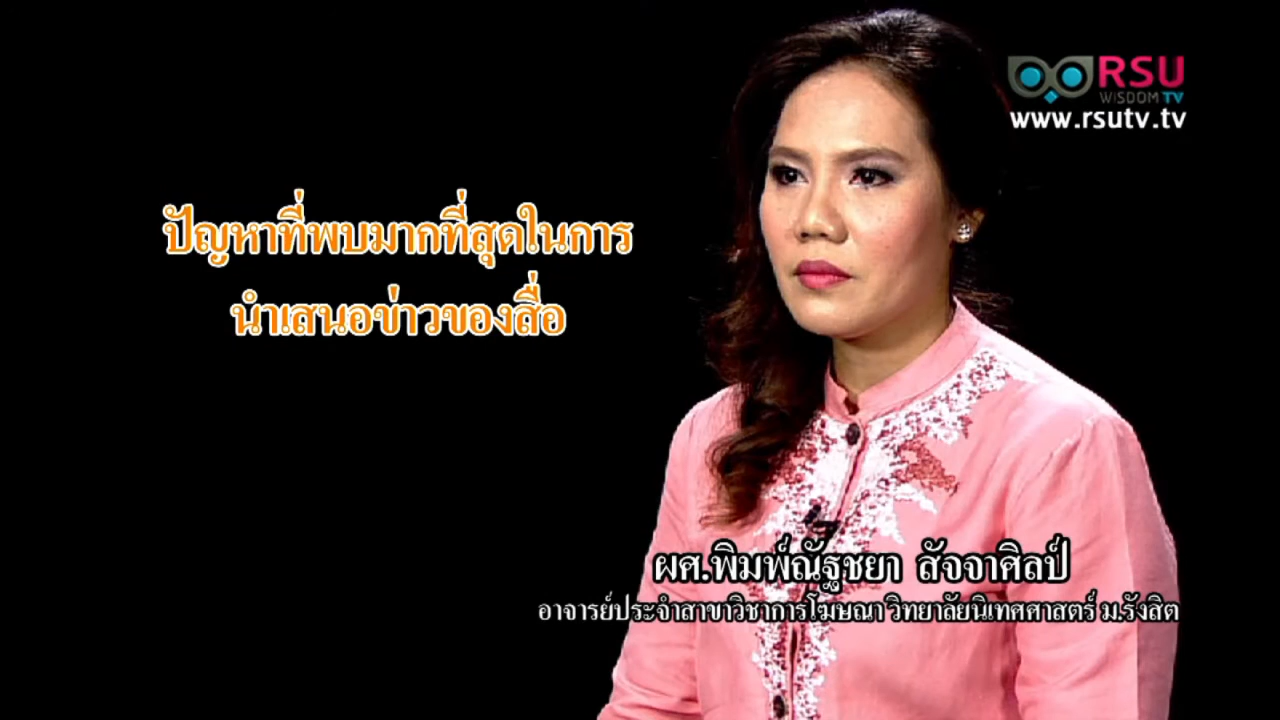 RSU
WISDOM TV
www.rsutv.tv
ปัญหาที่พบมากที่สุดในการ
นำเสนอข่าวของสื่อ
ผศ.พิมพ์ณัฐชยา สัจจาศิลป์
อาจารย์ประจำสาขาวิชาการโฆษณา วิทยาลัยนิเทศศาสตร์ ม.รังสิต